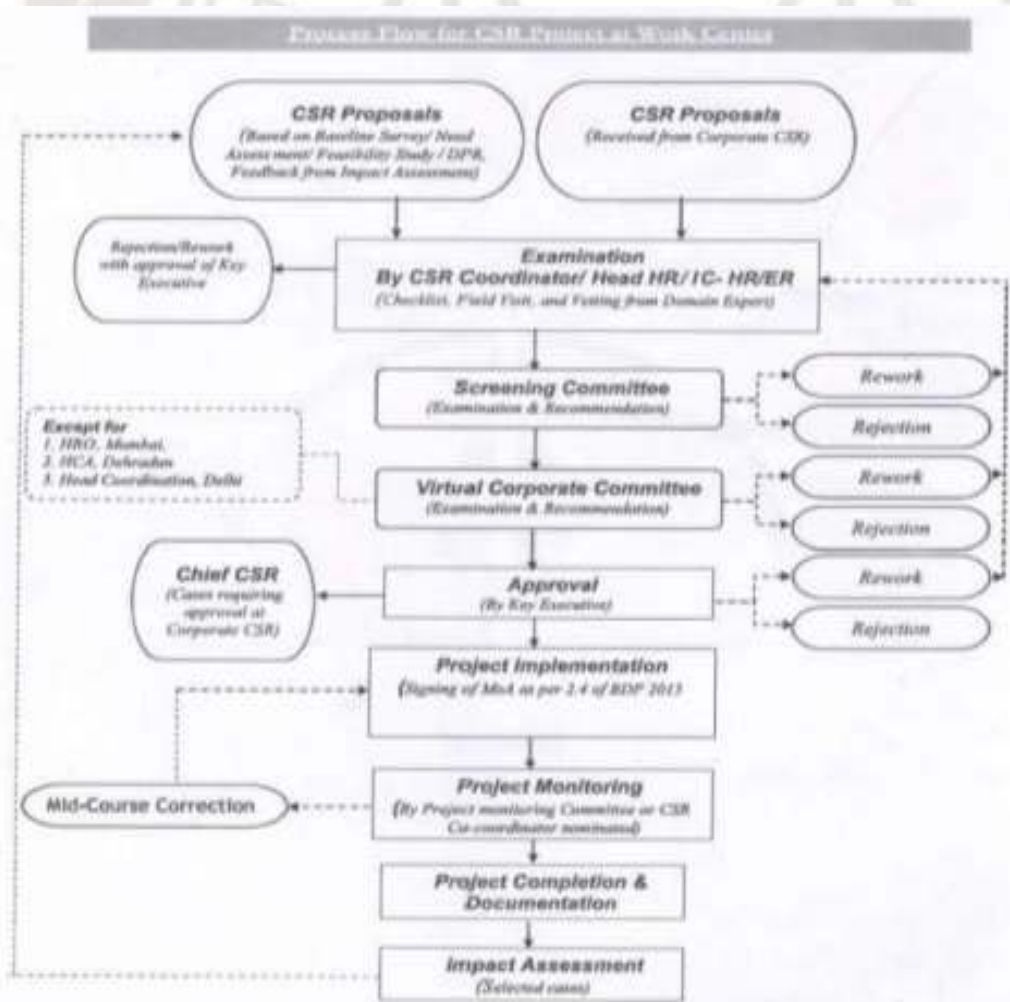 Process Flow for CSR Project at Work Center
CSR Proposals
(Based on Baseline Survey/ Need
Assessment/ Feasibility Study / DPR,
Feedback from Impact Assessment)
CSR Proposals
(Received from Corporate CSR)
Rejection/Rework
with approval of Key
Executive
Examination
By CSR Coordinator/ Head HR/ IC- HR/ER
(Checklist, Field Visit, and Vetting from Domain Expert)
Screening Committee
(Examination & Recommendation)
Rework
Rejection
Except for
1. HRO, Mumbai,
2. HCA, Dehradun
3. Head Coordination, Delhi
Virtual Corporate Committee
(Examination & Recommendation)
Rework
Rejection
Chief CSR
(Cases requiring
approval at
Corporate CSR)
Approval
(By Key Executive)
Rework
Rejection
Project Implementation
(Signing of MoA as per 2.4 of BDP 2015
Mid-Course Correction
Project Monitoring
(By Project monitoring Committee or CSR
Co-coordinator nominated)
Project Completion &
Documentation
Impact Assessment
(Selected cases)